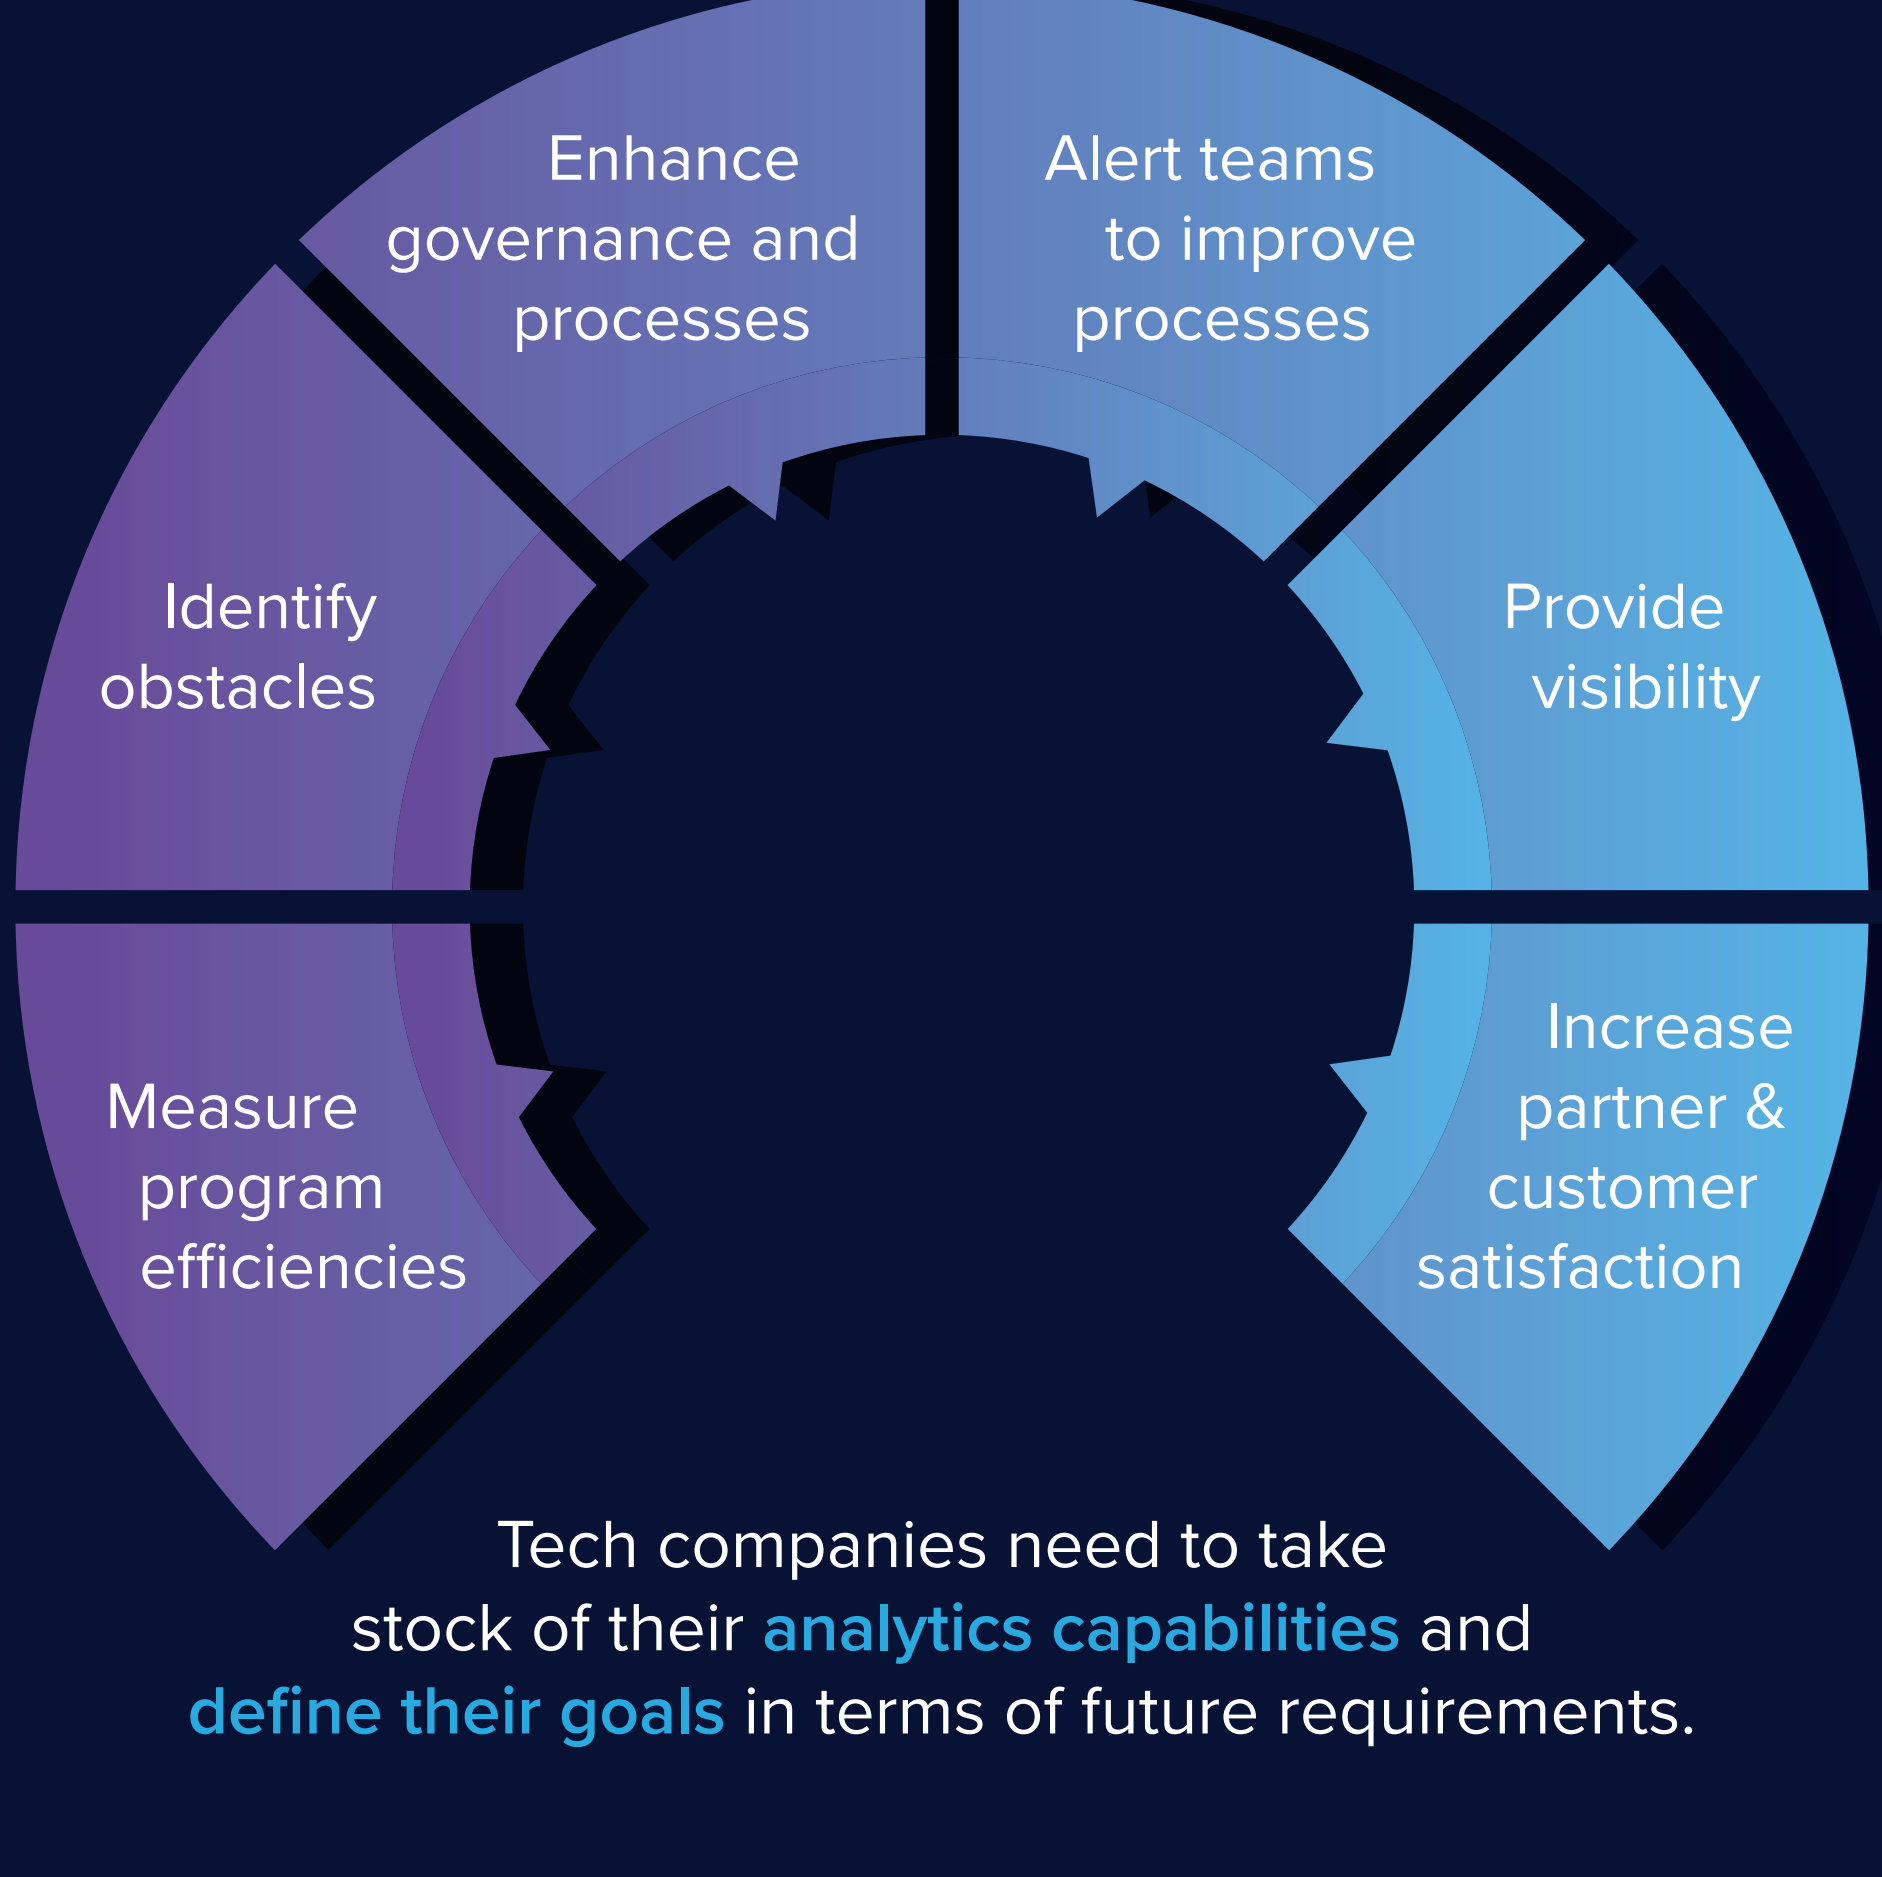 Enhance
governance and
processes
Alert teams
to improve
processes
Identify
obstacles
Provide
visibility
Measure
program
efficiencies
Increase
partner &
customer
satisfaction
Tech companies need to take
stock of their analytics capabilities and
define their goals in terms of future requirements.